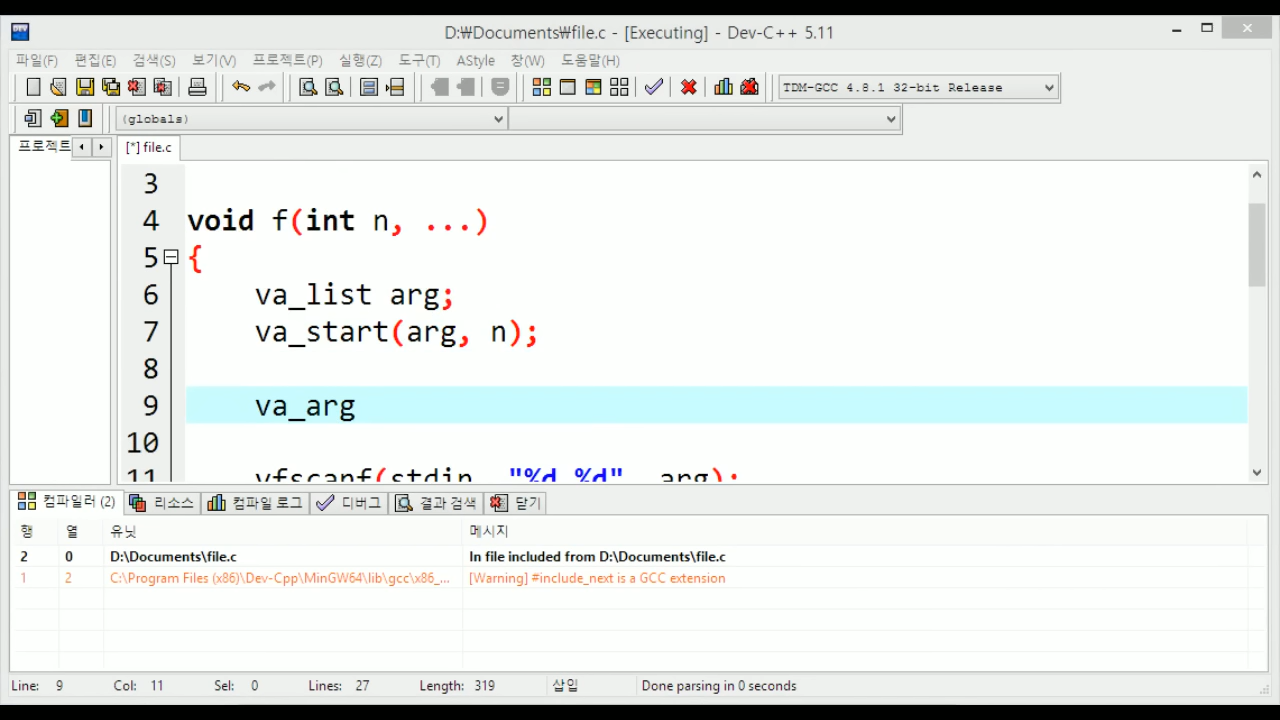 D:₩Documents₩file.c - [Executing] - Dev-C++ 5.11
파일(F) 편집(E) 검색(S) 보기(V) 프로젝트(P) 실행(Z) 도구(T) AStyle 창(W) 도움말(H)
TDM-GCC 4.8.1 32-bit Release
(globals)
프로젝트
[*] file.c
3
4 void f(int n, ...)
5 {
6 va_list arg;
7 va_start(arg, n);
8
9 va_arg
10
11 vfscanf(stdin, "%d %d", arg);
컴파일러 (2) 리소스 컴파일 로그 디버그 결과 검색 닫기
행 열 유닛 메시지
2 0 D:\Documents\file.c In file included from D:\Documents\file.c
1 2 C:\Program Files (x86)\Dev-Cpp\MinGW64\lib\gcc\x86_... [Warning] #include_next is a GCC extension
Line: 9 Col: 11 Sel: 0 Lines: 27 Length: 319 삽입 Done parsing in 0 seconds